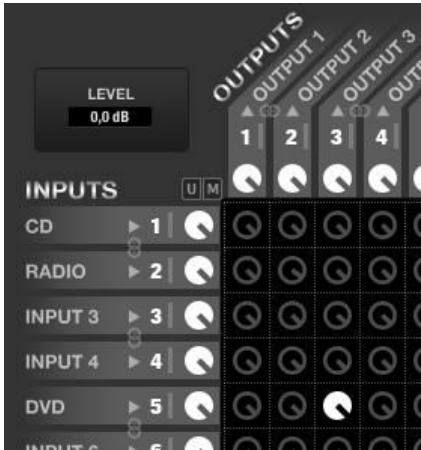 OUTPUTS
OUTPUT 1
OUTPUT 2
OUTPUT 3
LEVEL
0,0 dB
1 2 3 4
INPUTS U M
CD 1
RADIO 2
INPUT 3 3
INPUT 4 4
DVD 5